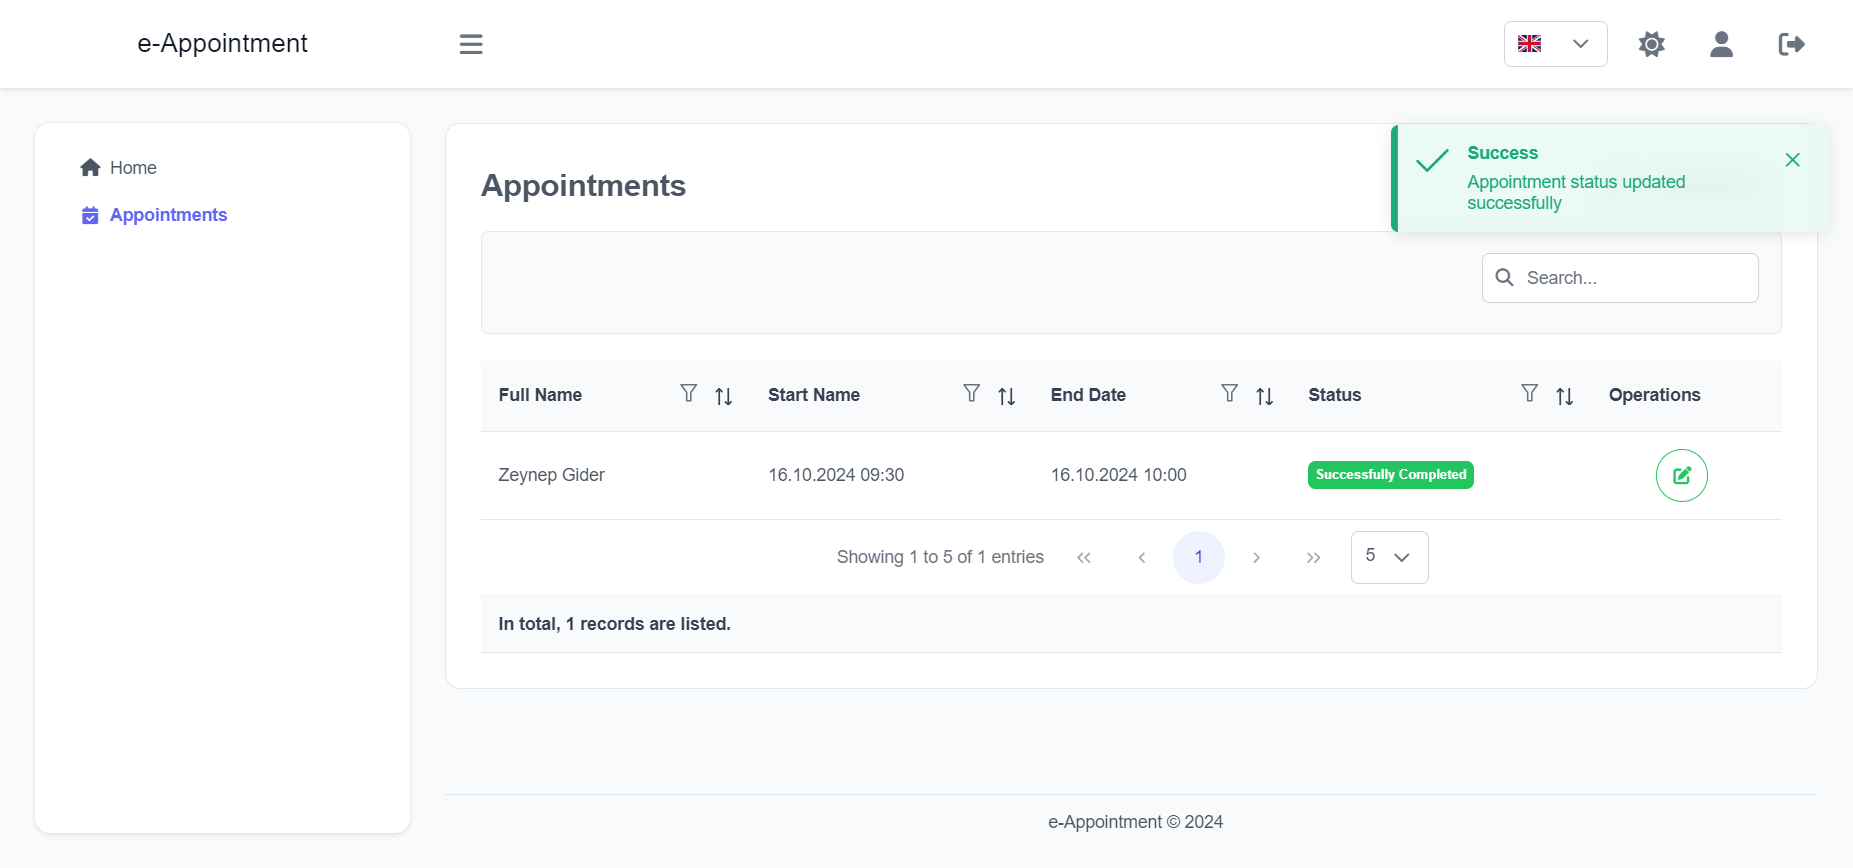 e-Appointment
Home
Appointments
Appointments
Success
Appointment status updated
successfully
Search...
Full Name Start Name End Date Status Operations
Zeynep Gider 16.10.2024 09:30 16.10.2024 10:00 Successfully Completed
Showing 1 to 5 of 1 entries « ‹ 1 › » 5
In total, 1 records are listed.
e-Appointment © 2024